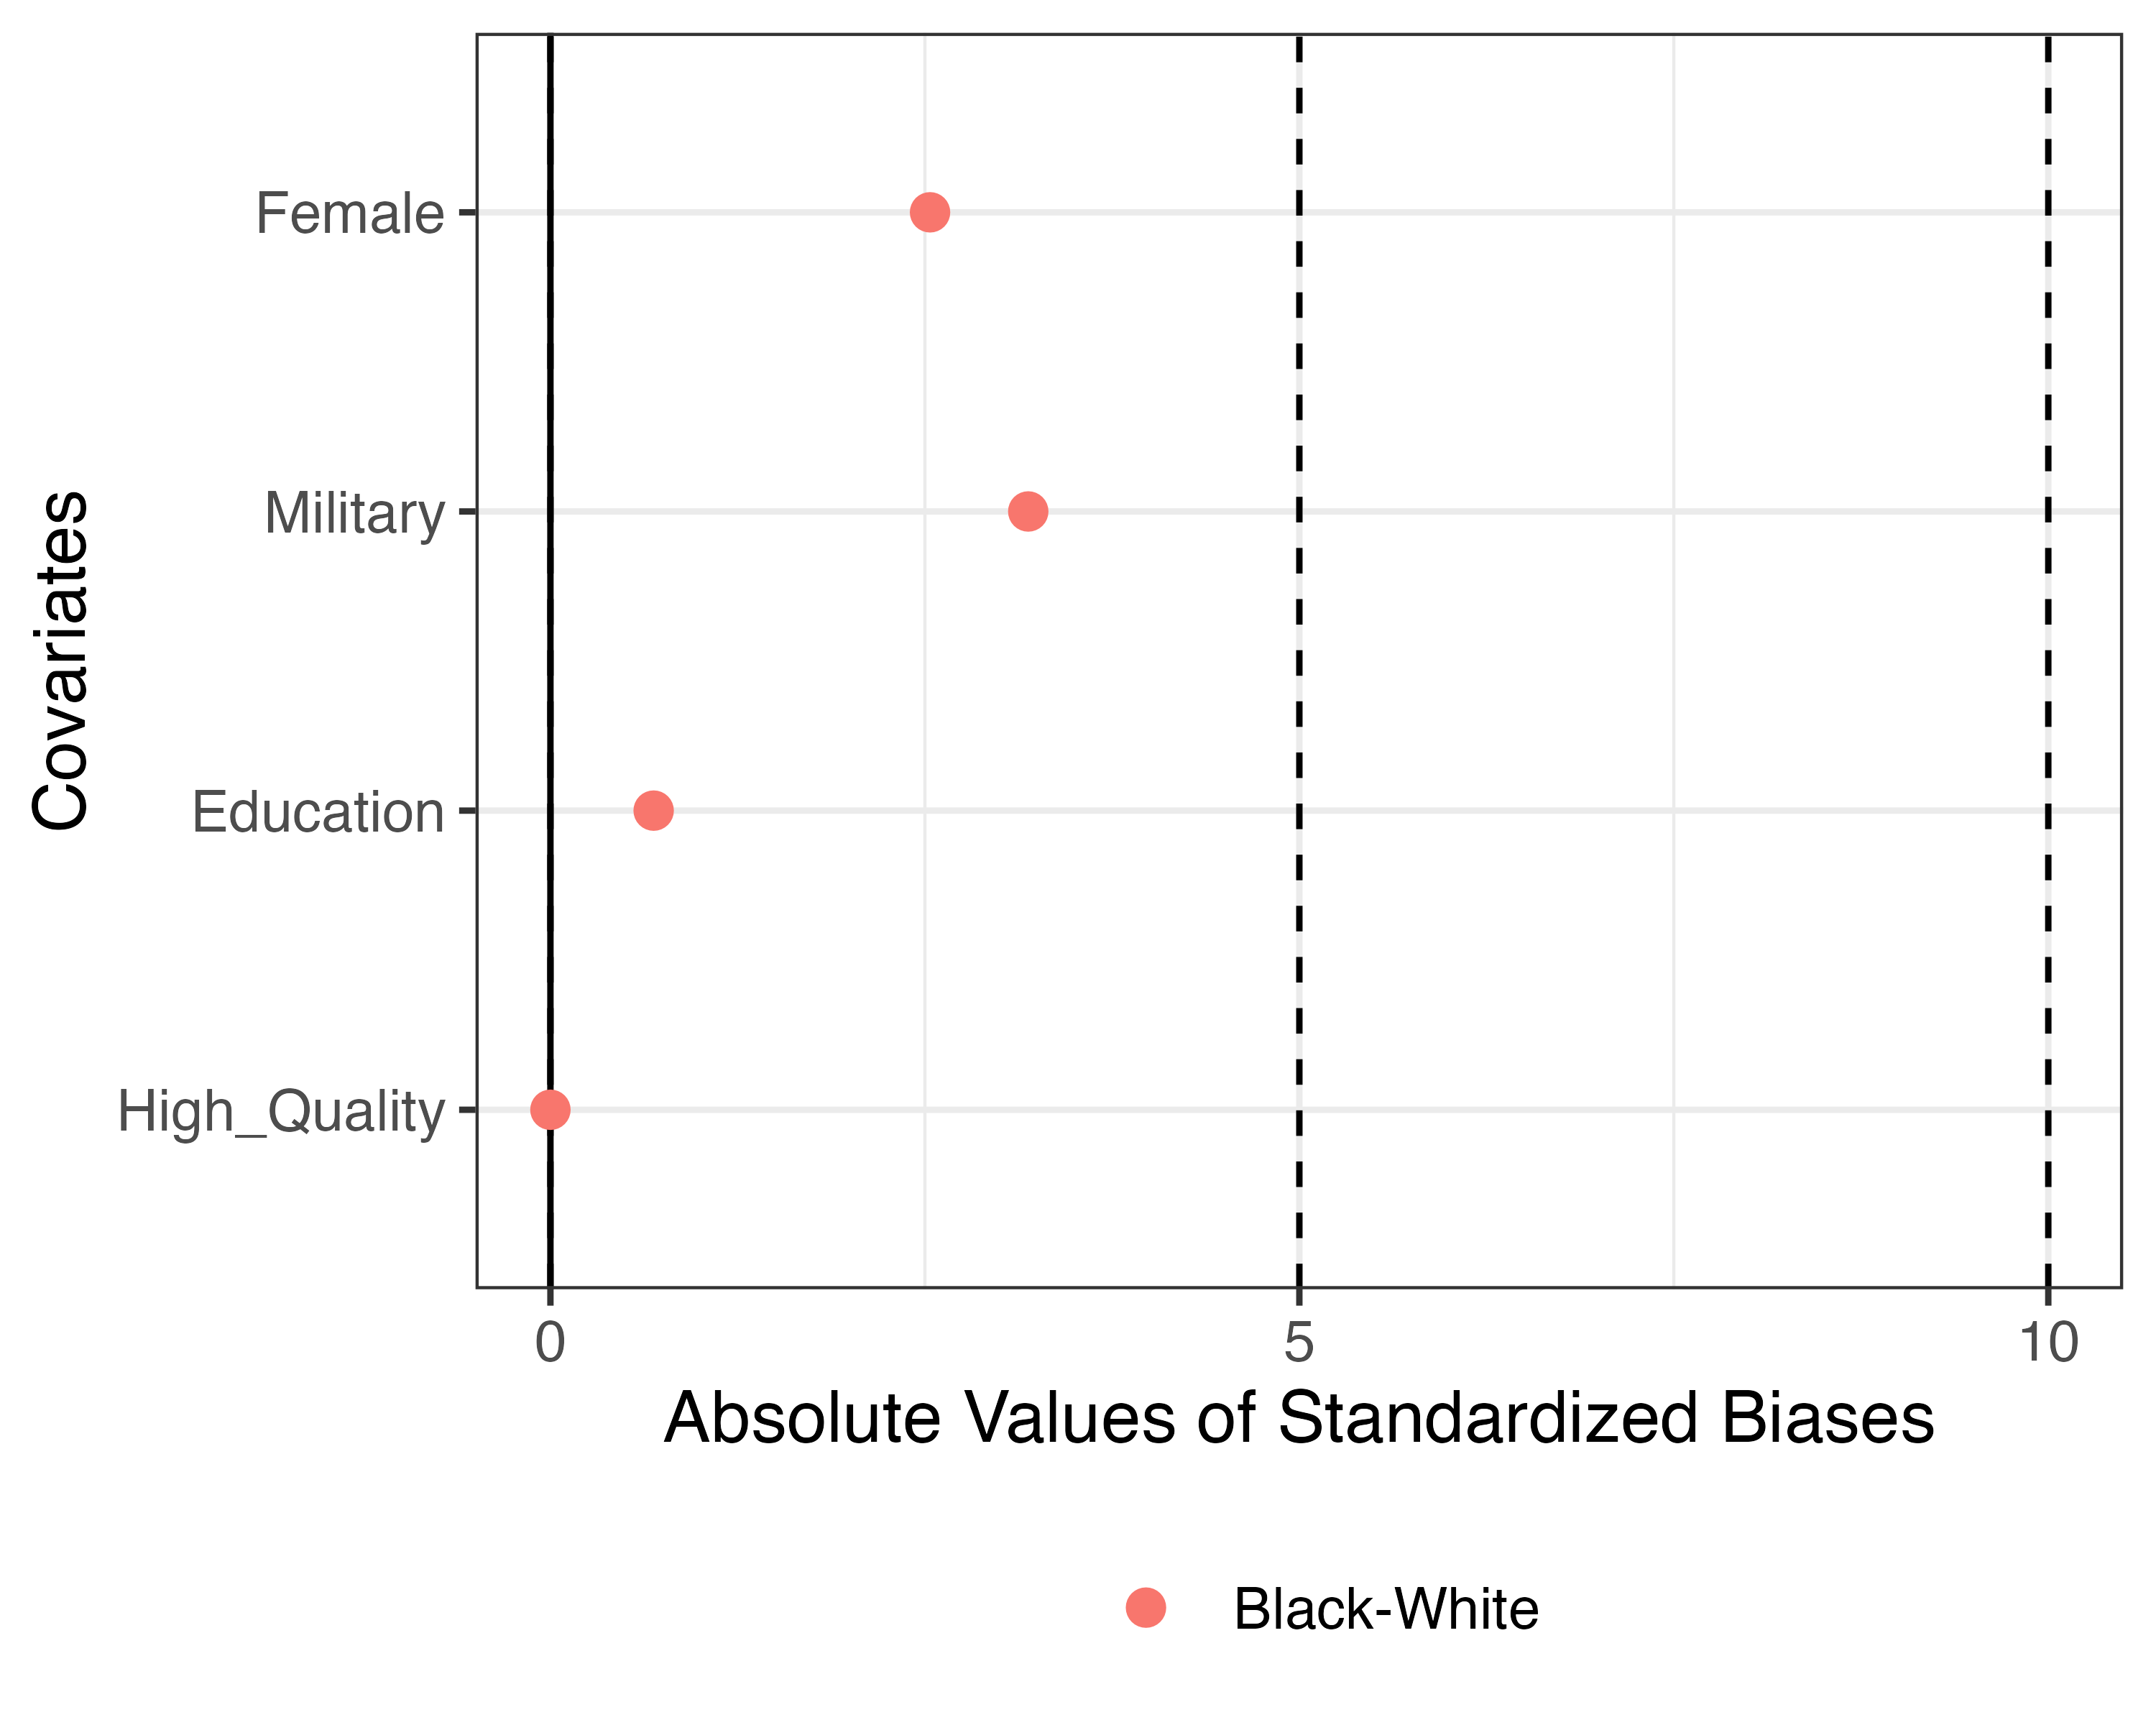 Covariates
Female
Military
Education
High_Quality
0 5 10
Absolute Values of Standardized Biases
Black-White